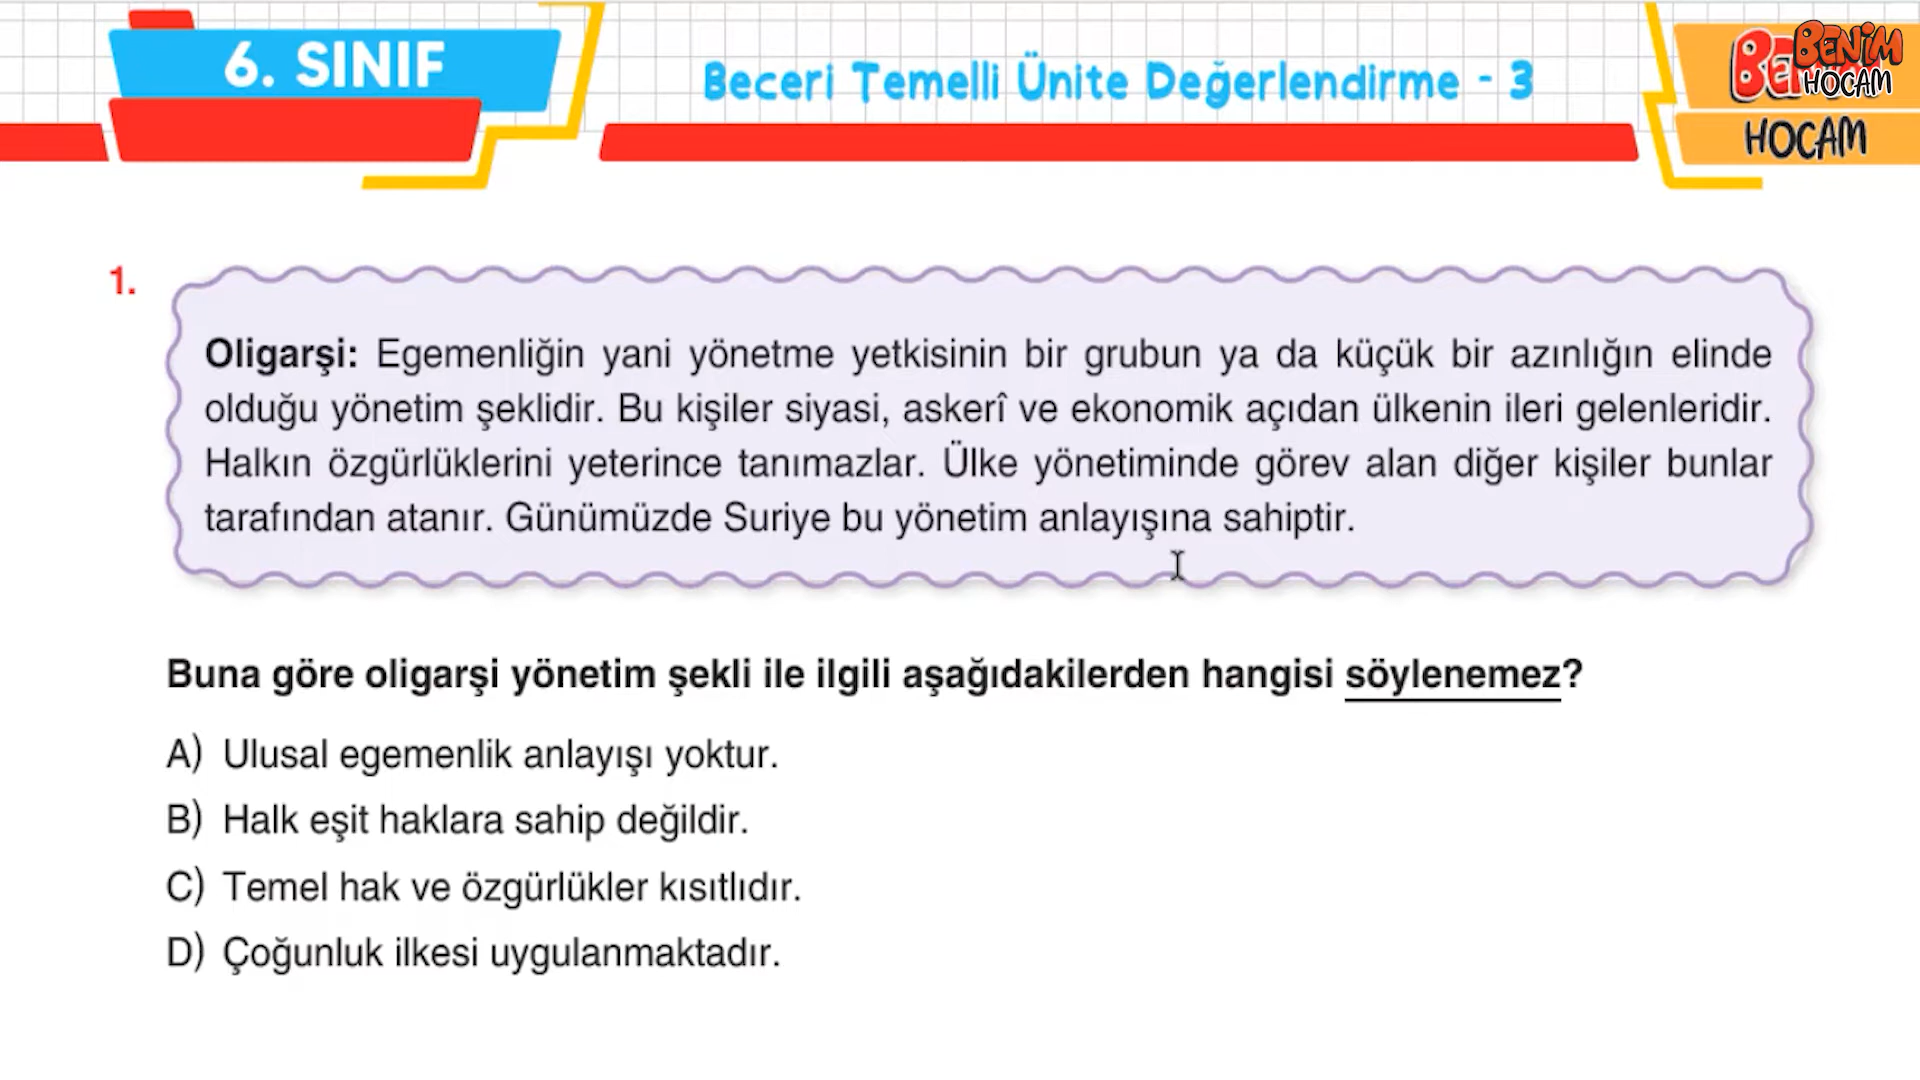 6. SINIF
Beceri Temelli Ünite Değerlendirme - 3
BENİM
HOCAM
HOCAM
1.
Oligarşi: Egemenliğin yani yönetme yetkisinin bir grubun ya da küçük bir azınlığın elinde
olduğu yönetim şeklidir. Bu kişiler siyasi, askerî ve ekonomik açıdan ülkenin ileri gelenleridir.
Halkın özgürlüklerini yeterince tanımazlar. Ülke yönetiminde görev alan diğer kişiler bunlar
tarafından atanır. Günümüzde Suriye bu yönetim anlayışına sahiptir.
Buna göre oligarşi yönetim şekli ile ilgili aşağıdakilerden hangisi söylenemez?
A) Ulusal egemenlik anlayışı yoktur.
B) Halk eşit haklara sahip değildir.
C) Temel hak ve özgürlükler kısıtlıdır.
D) Çoğunluk ilkesi uygulanmaktadır.